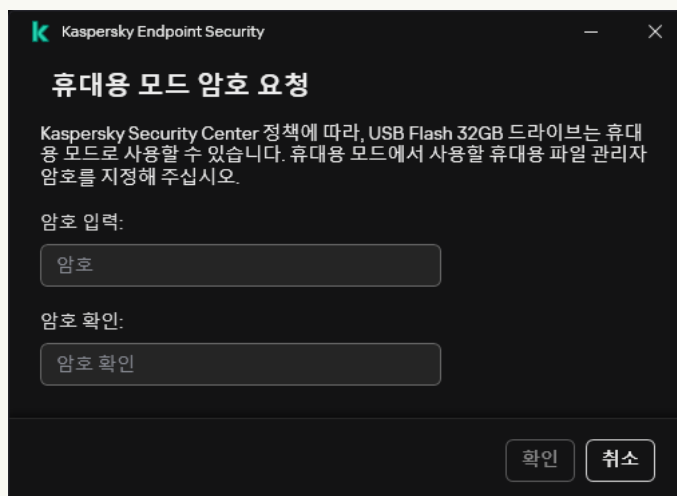 Kaspersky Endpoint Security
휴대용 모드 암호 요청
Kaspersky Security Center 정책에 따라, USB Flash 32GB 드라이브는 휴대
용 모드로 사용할 수 있습니다. 휴대용 모드에서 사용할 휴대용 파일 관리자
암호를 지정해 주십시오.
암호 입력:
암호
암호 확인:
암호 확인
확인 취소